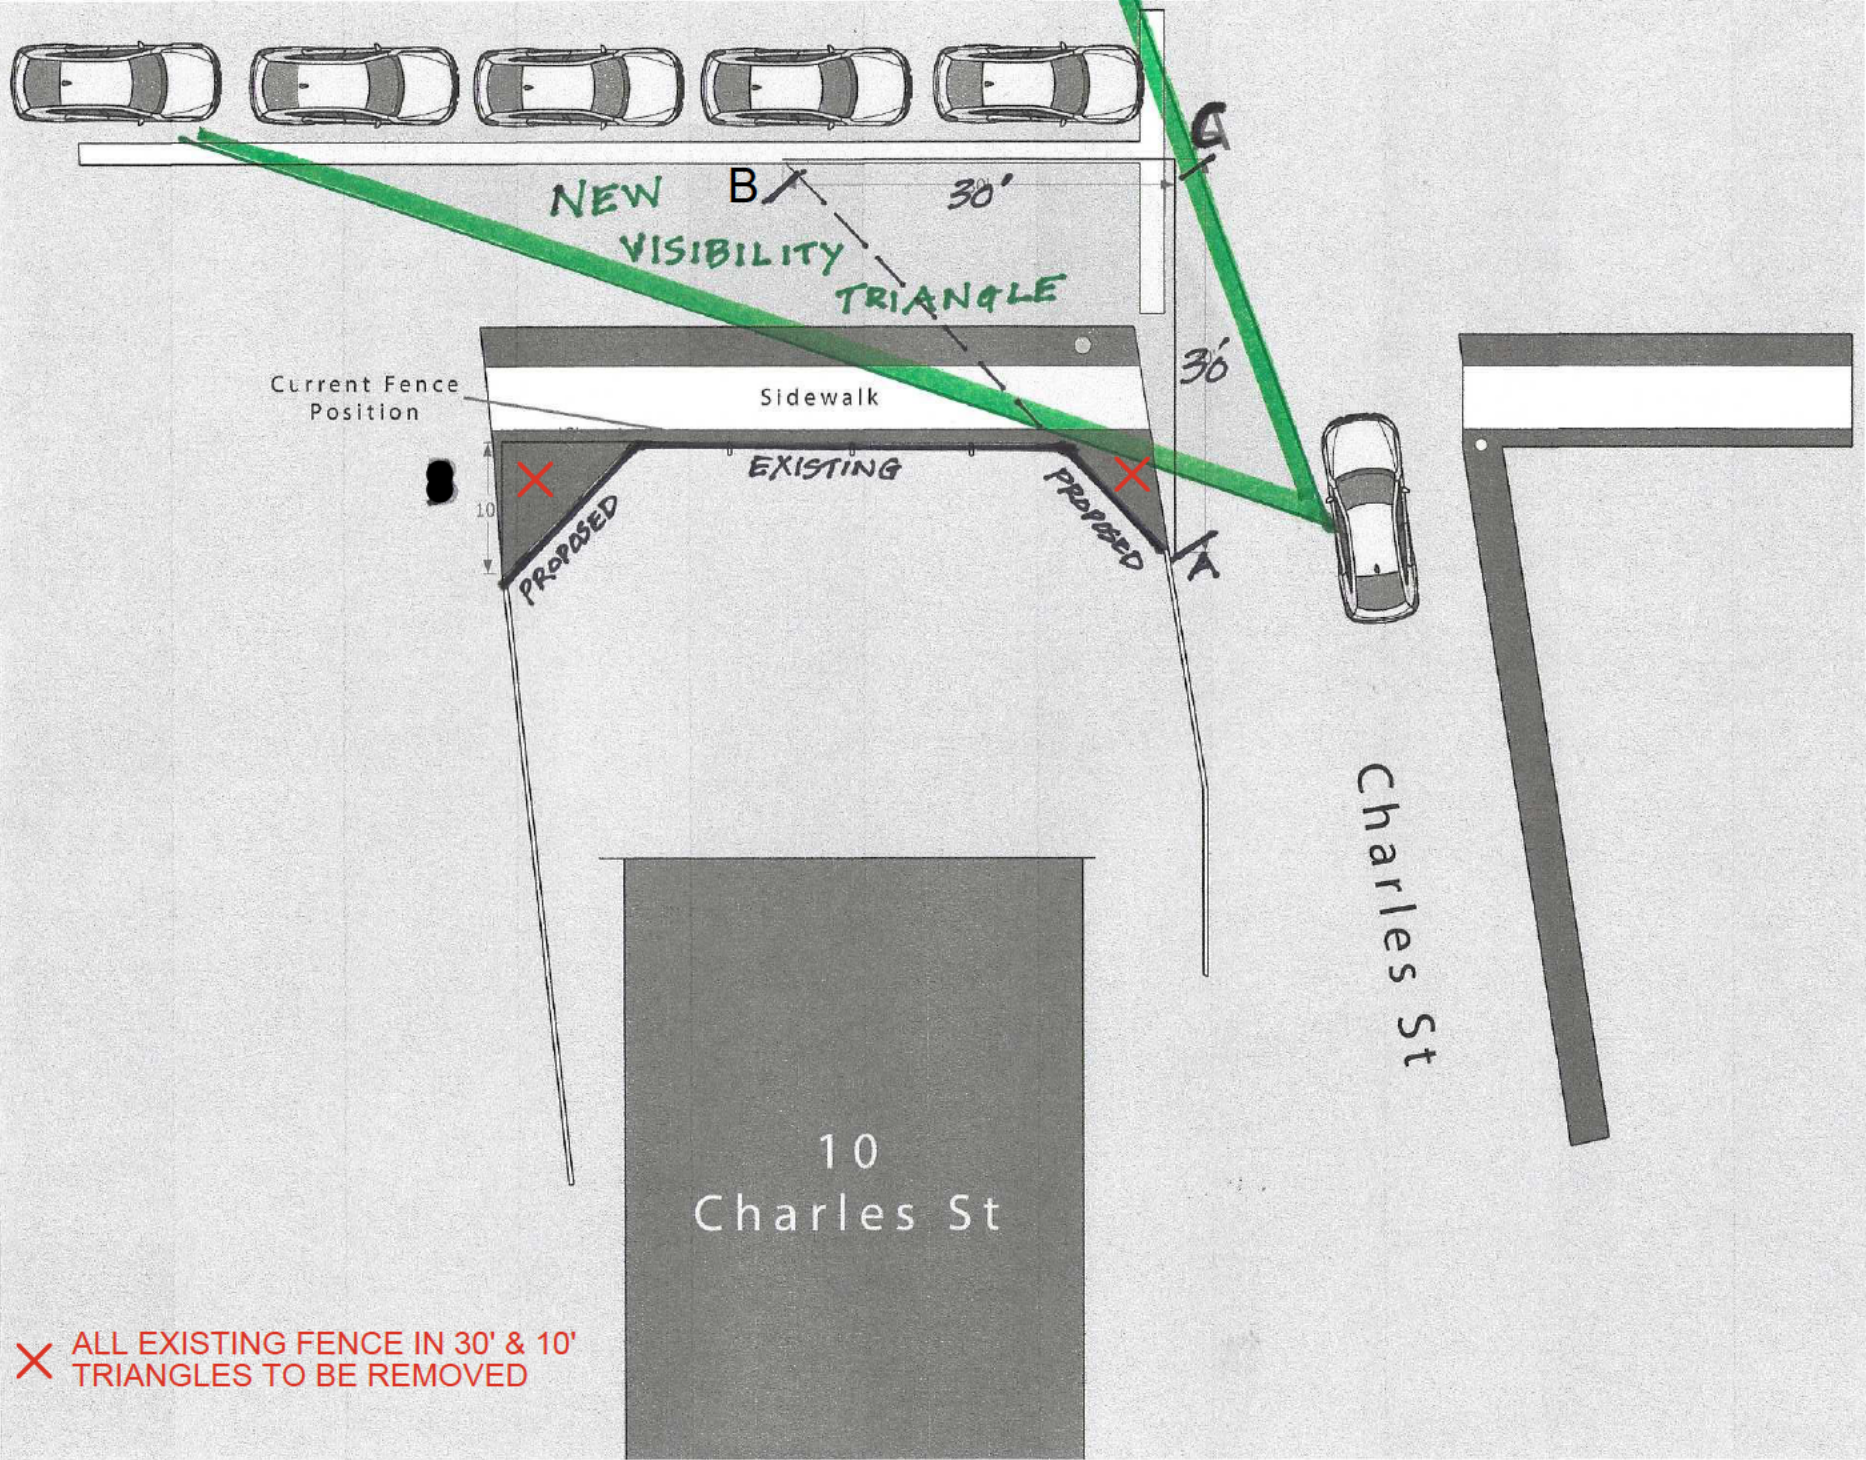 C
B
30'
NEW
VISIBILITY
TRIANGLE
30'
Current Fence
Position
Sidewalk
EXISTING
10
PROPOSED
PROPOSED
A
Charles St
10
Charles St
ALL EXISTING FENCE IN 30' & 10'
TRIANGLES TO BE REMOVED